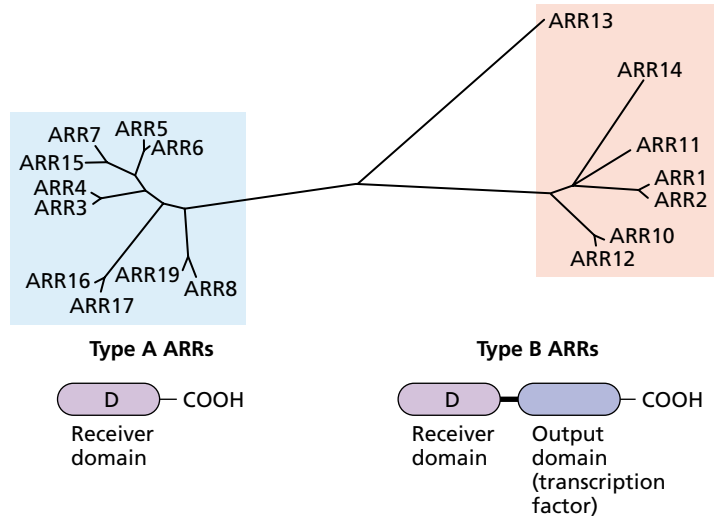 ARR13
ARR14
ARR11
ARR1
ARR2
ARR10
ARR12
ARR7
ARR5
ARR6
ARR15
ARR4
ARR3
ARR16
ARR17
ARR19
ARR8
Type A ARRs
D
COOH
Receiver
domain
Type B ARRs
D
COOH
Receiver
domain
Output
domain
(transcription
factor)